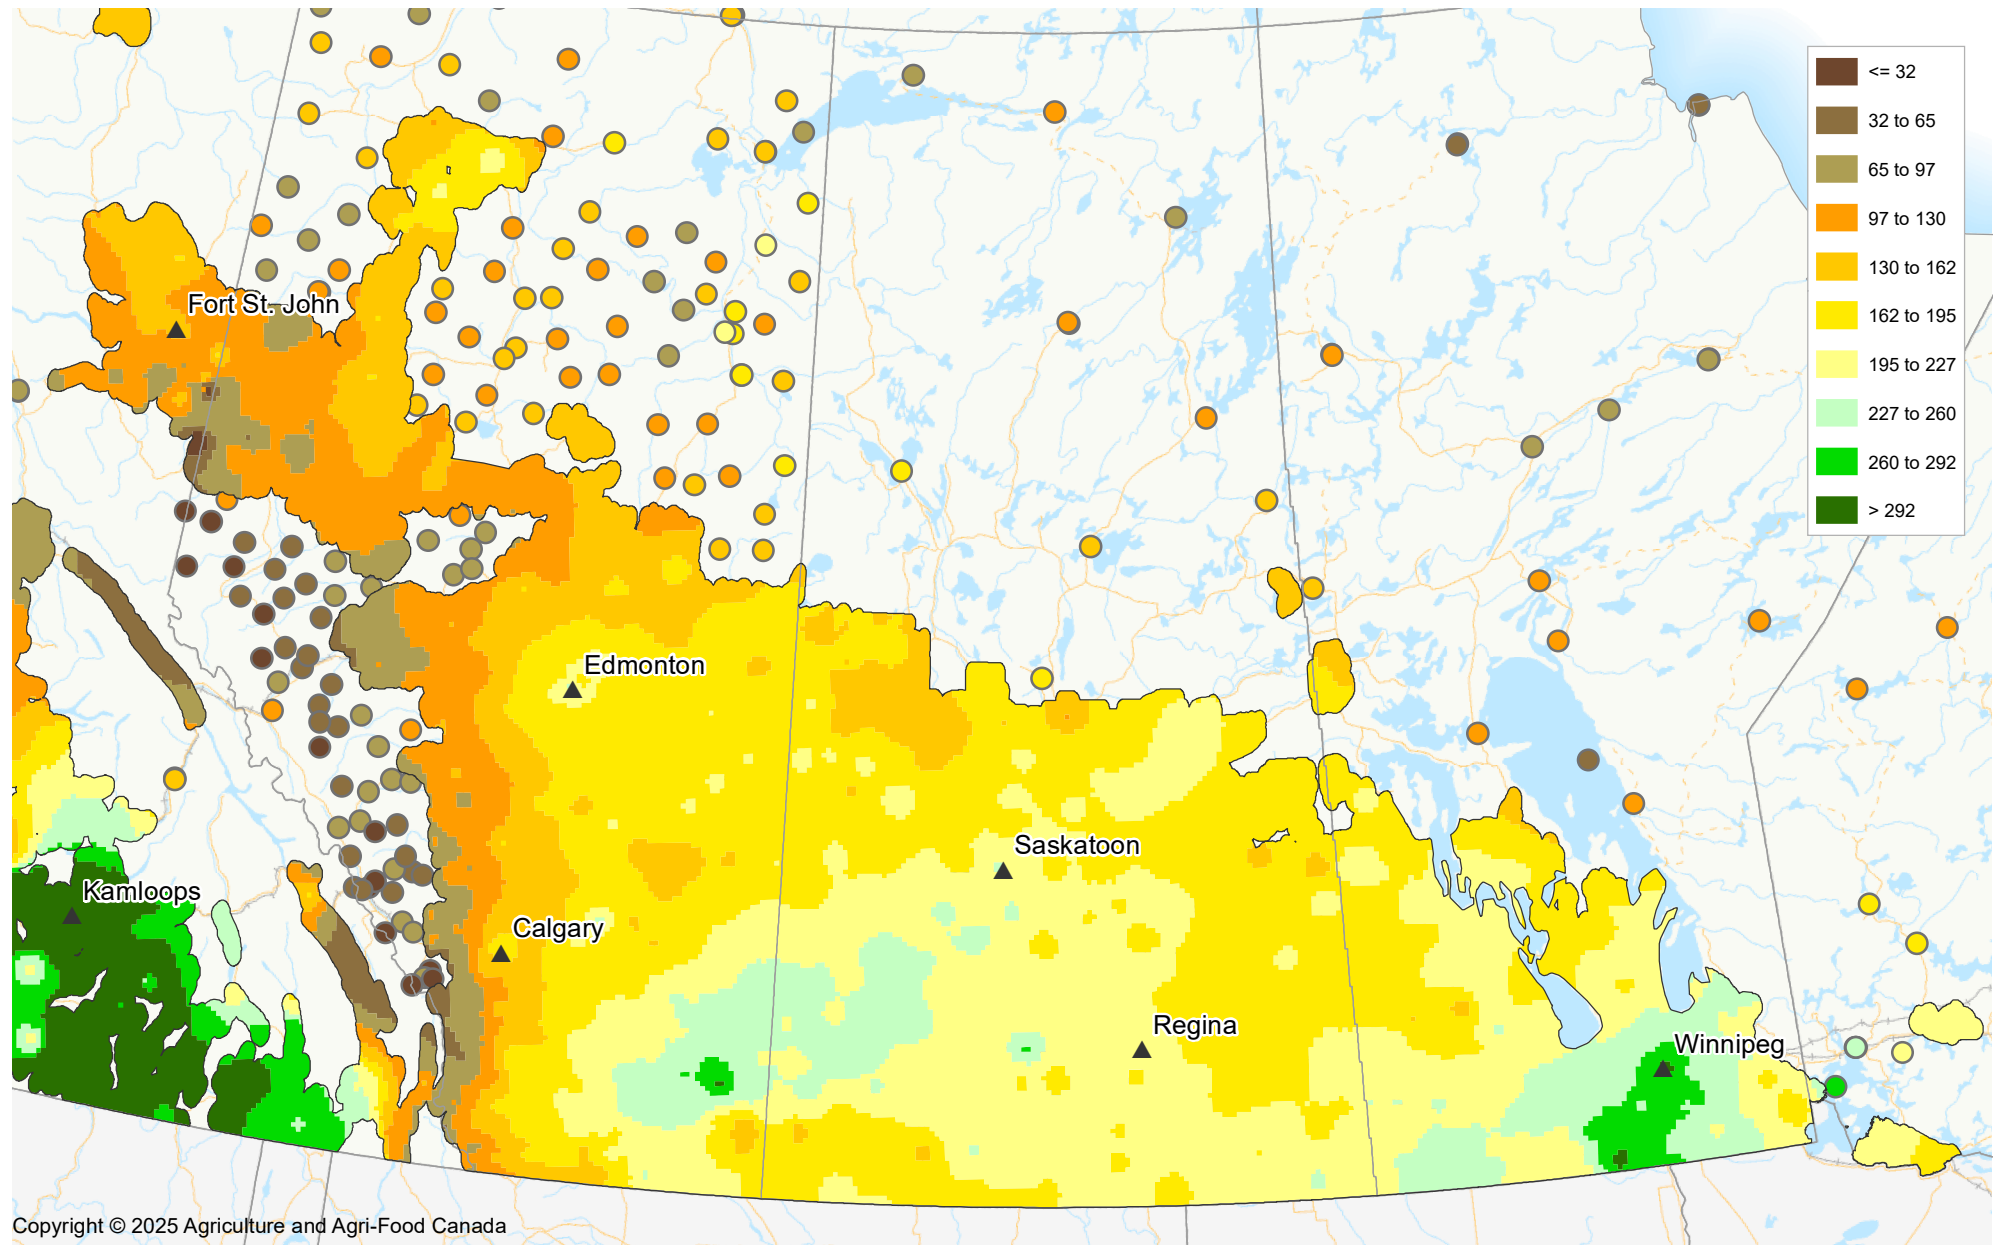 <= 32
32 to 65
65 to 97
97 to 130
130 to 162
162 to 195
195 to 227
227 to 260
260 to 292
> 292
Fort St. John
Edmonton
Saskatoon
Kamloops
Calgary
Regina
Winnipeg
Copyright © 2025 Agriculture and Agri-Food Canada